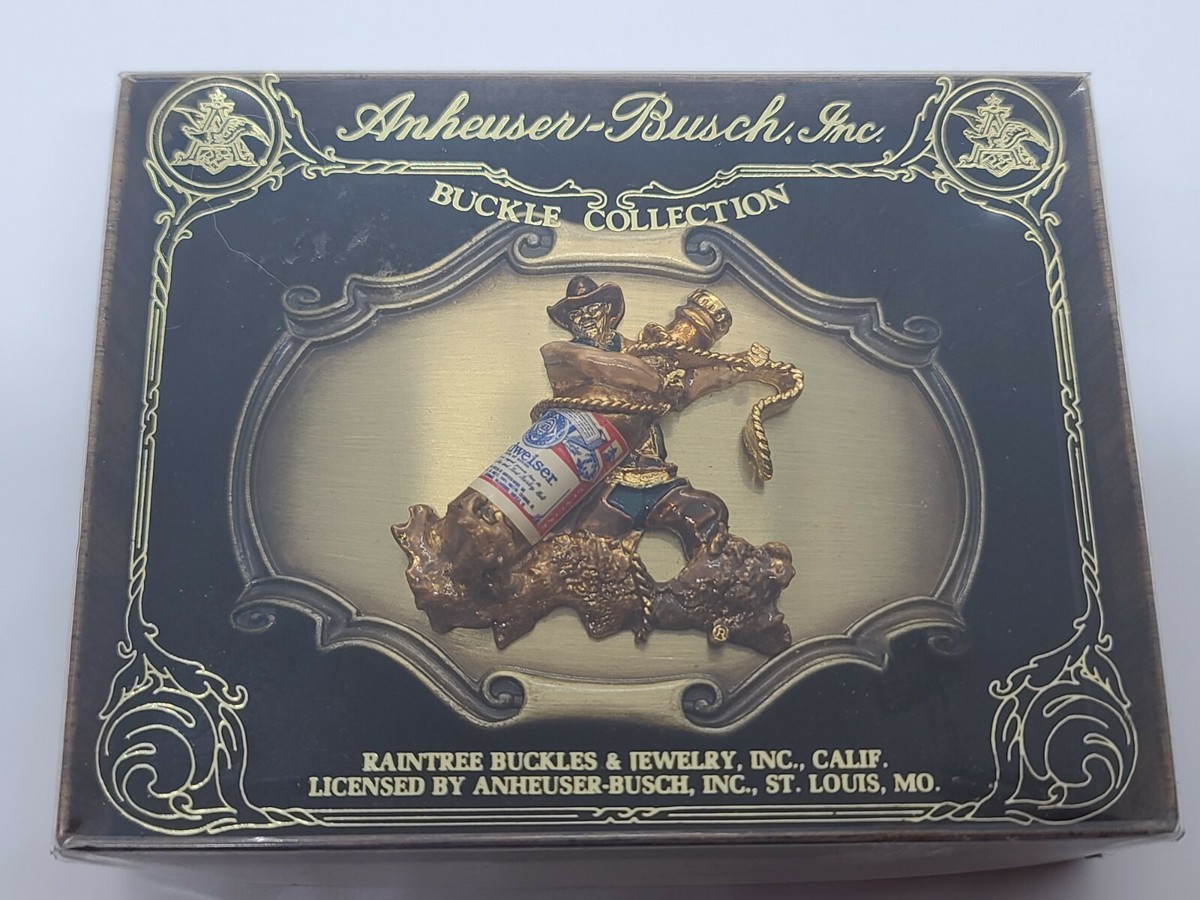 Anheuser-Busch, Inc.
BUCKLE COLLECTION
weiser
®
RAINTREE BUCKLES & JEWELRY, INC., CALIF.
LICENSED BY ANHEUSER-BUSCH, INC., ST. LOUIS, MO.